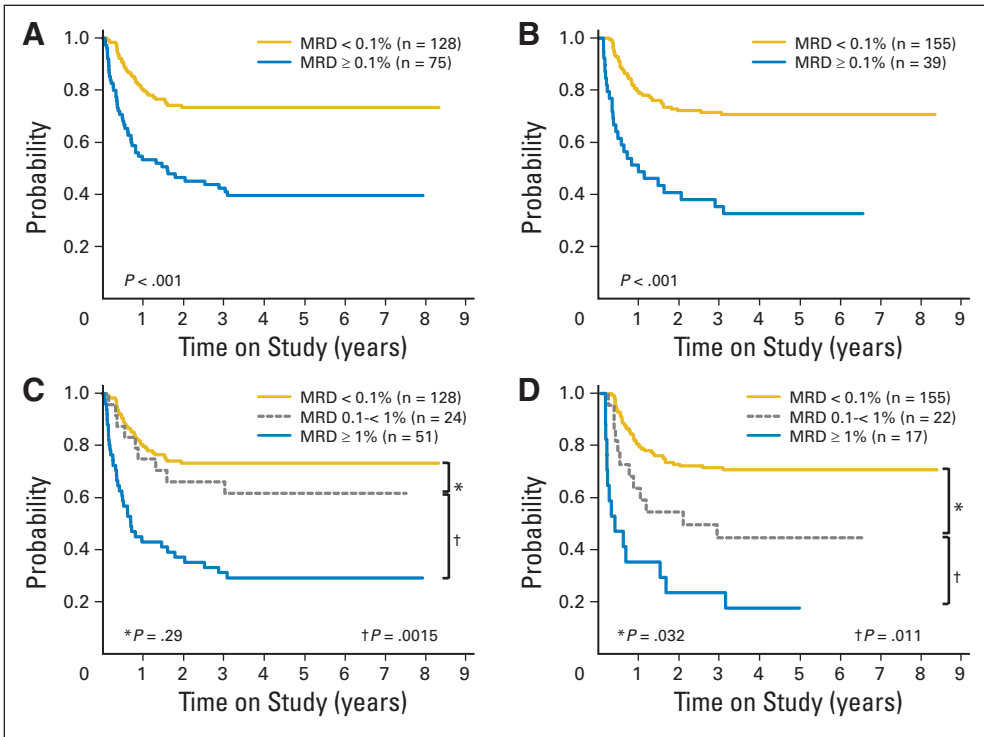 A
1.0
0.8
0.6
0.4
0.2
0
Probability
MRD < 0.1% (n = 128)
MRD ≥ 0.1% (n = 75)
P < .001
1 2 3 4 5 6 7 8 9
Time on Study (years)
B
1.0
0.8
0.6
0.4
0.2
0
Probability
MRD < 0.1% (n = 155)
MRD ≥ 0.1% (n = 39)
P < .001
1 2 3 4 5 6 7 8 9
Time on Study (years)
C
1.0
0.8
0.6
0.4
0.2
0
Probability
MRD < 0.1% (n = 128)
MRD 0.1-< 1% (n = 24)
MRD ≥ 1% (n = 51)
*
†
*P = .29 †P = .0015
1 2 3 4 5 6 7 8 9
Time on Study (years)
D
1.0
0.8
0.6
0.4
0.2
0
Probability
MRD < 0.1% (n = 155)
MRD 0.1-< 1% (n = 22)
MRD ≥ 1% (n = 17)
*
†
*P = .032 †P = .011
1 2 3 4 5 6 7 8 9
Time on Study (years)